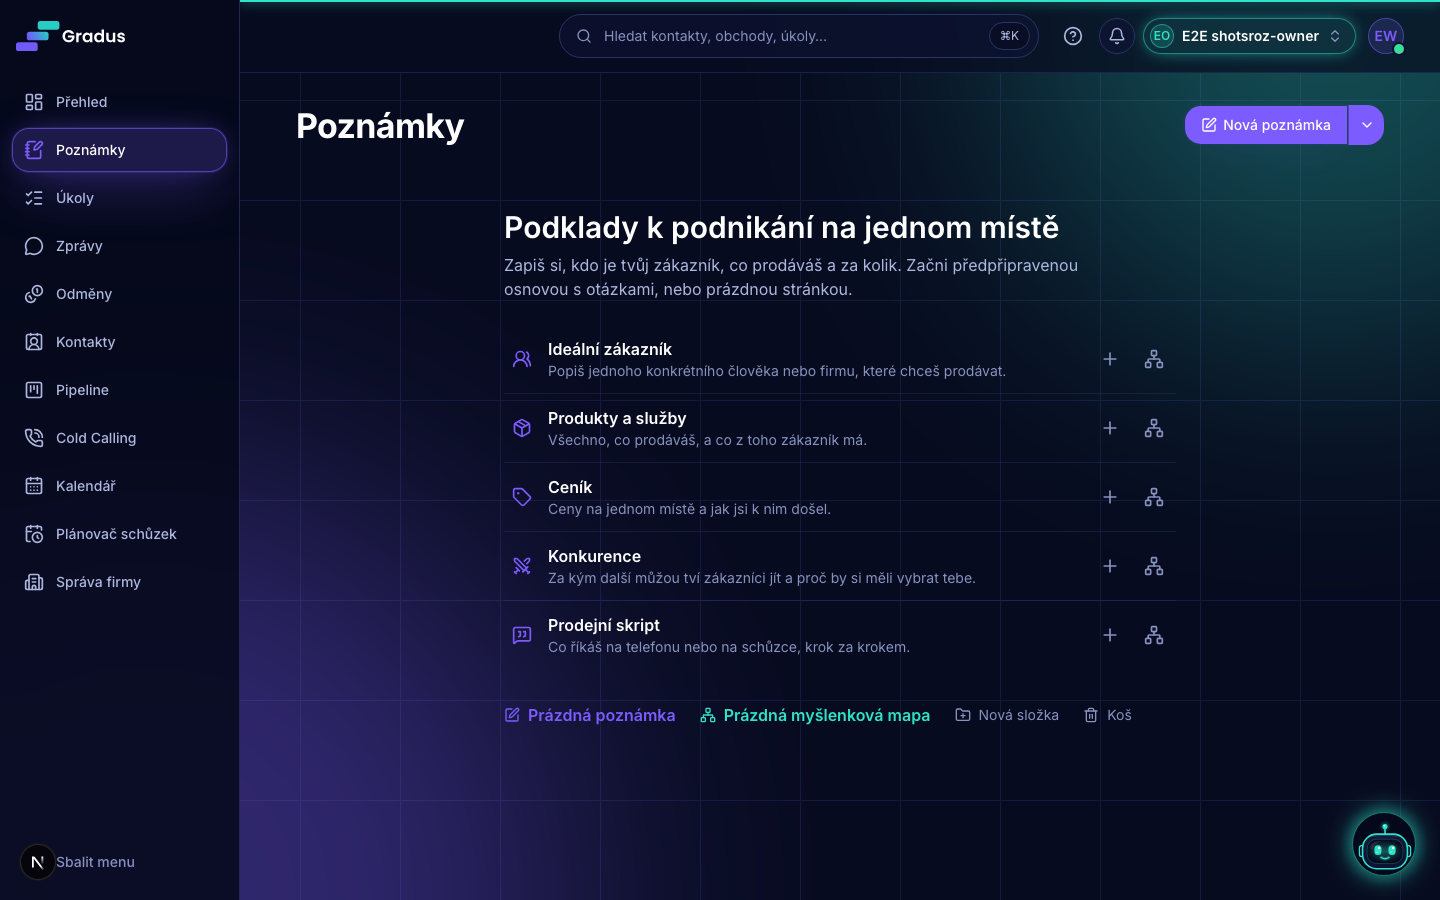 Gradus
Hledat kontakty, obchody, úkoly...
⌘K
EO
E2E shotsroz-owner
EW
Přehled
Poznámky
Úkoly
Zprávy
Odměny
Kontakty
Pipeline
Cold Calling
Kalendář
Plánovač schůzek
Správa firmy
N
Sbalit menu
Poznámky
Nová poznámka
Podklady k podnikání na jednom místě
Zapiš si, kdo je tvůj zákazník, co prodáváš a za kolik. Začni předpřipravenou
osnovou s otázkami, nebo prázdnou stránkou.
Ideální zákazník
Popiš jednoho konkrétního člověka nebo firmu, které chceš prodávat.
Produkty a služby
Všechno, co prodáváš, a co z toho zákazník má.
Ceník
Ceny na jednom místě a jak jsi k nim došel.
Konkurence
Za kým další můžou tví zákazníci jít a proč by si měli vybrat tebe.
Prodejní skript
Co říkáš na telefonu nebo na schůzce, krok za krokem.
Prázdná poznámka
Prázdná myšlenková mapa
Nová složka
Koš